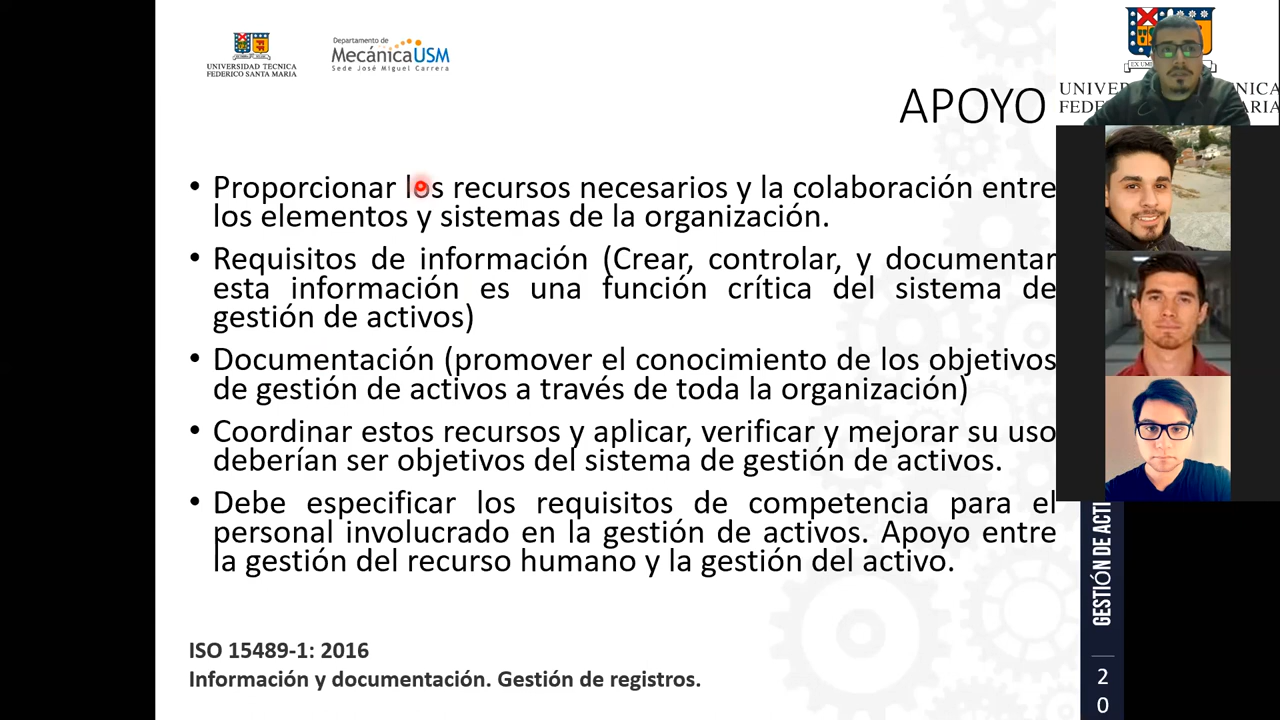 UNIVERSIDAD TECNICA
FEDERICO SANTA MARIA
Departamento de
MecánicaUSM
Sede José Miguel Carrera
APOYO
• Proporcionar los recursos necesarios y la colaboración entre
los elementos y sistemas de la organización.
• Requisitos de información (Crear, controlar, y documentar
esta información es una función crítica del sistema de
gestión de activos)
• Documentación (promover el conocimiento de los objetivos
de gestión de activos a través de toda la organización)
• Coordinar estos recursos y aplicar, verificar y mejorar su uso
deberían ser objetivos del sistema de gestión de activos.
• Debe especificar los requisitos de competencia para el
personal involucrado en la gestión de activos. Apoyo entre
la gestión del recurso humano y la gestión del activo.
ISO 15489-1: 2016
Información y documentación. Gestión de registros.
GESTIÓN DE ACTI
2
0